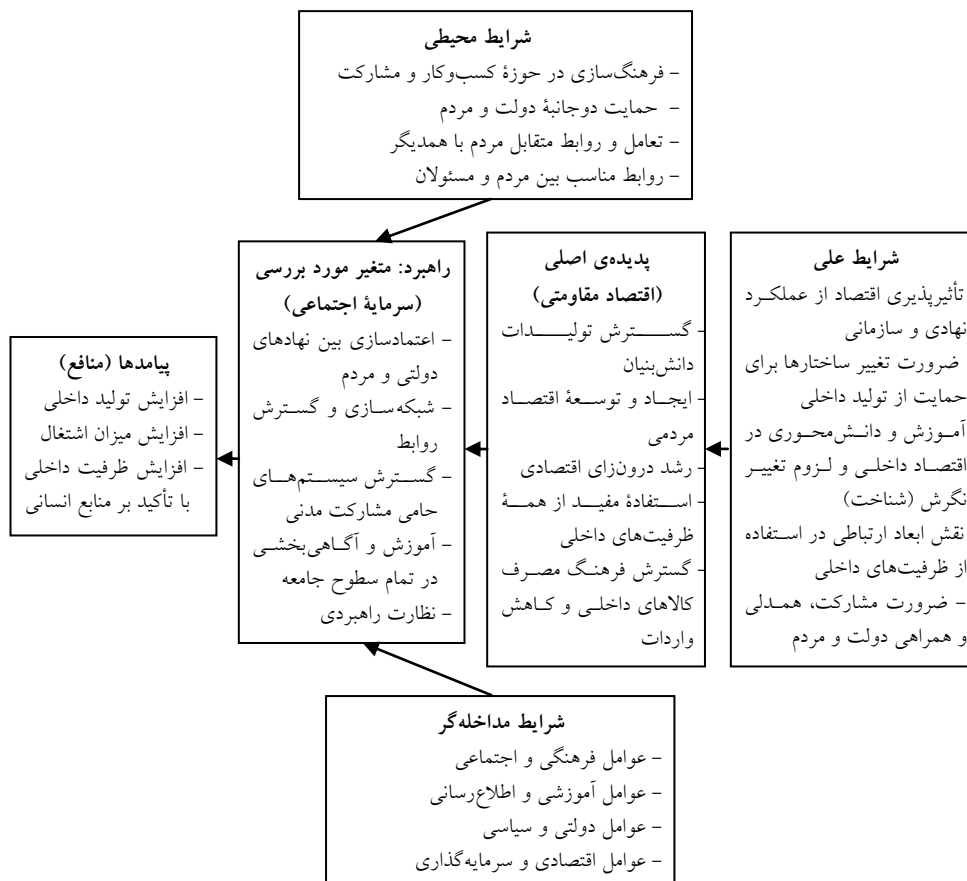 شرایط محیطی
- فرهنگ‌سازی در حوزۀ کسب‌وکار و مشارکت
- حمایت دوجانبۀ دولت و مردم
- تعامل و روابط متقابل مردم با همدیگر
- روابط مناسب بین مردم و مسئولان
شرایط علی
تأثیرپذیری اقتصاد از عملکرد
نهادی و سازمانی
ضرورت تغییر ساختارها برای
حمایت از تولید داخلی
آموزش و دانش‌محوری در
اقتصاد داخلی و لزوم تغییر
نگرش (شناخت)
نقش ابعاد ارتباطی در استفاده
از ظرفیت‌های داخلی
- ضرورت مشارکت، همدلی
و همراهی دولت و مردم
پدیده‌ی اصلی
(اقتصاد مقاومتی)
- گسترش تولیدات
دانش‌بنیان
- ایجاد و توسعۀ اقتصاد
مردمی
- رشد درون‌زای اقتصادی
- استفادۀ مفید از همۀ
ظرفیت‌های داخلی
- گسترش فرهنگ مصرف
کالاهای داخلی و کاهش
واردات
راهبرد: متغیر مورد بررسی
(سرمایۀ اجتماعی)
- اعتمادسازی بین نهادهای
دولتی و مردم
- شبکه‌سازی و گسترش
روابط
- گسترش سیستم‌های
حامی مشارکت مدنی
- آموزش و آگاهی‌بخشی
در تمام سطوح جامعه
- نظارت راهبردی
پیامدها (منافع)
- افزایش تولید داخلی
- افزایش میزان اشتغال
- افزایش ظرفیت داخلی
با تأکید بر منابع انسانی
شرایط مداخله‌گر
- عوامل فرهنگی و اجتماعی
- عوامل آموزشی و اطلاع‌رسانی
- عوامل دولتی و سیاسی
- عوامل اقتصادی و سرمایه‌گذاری